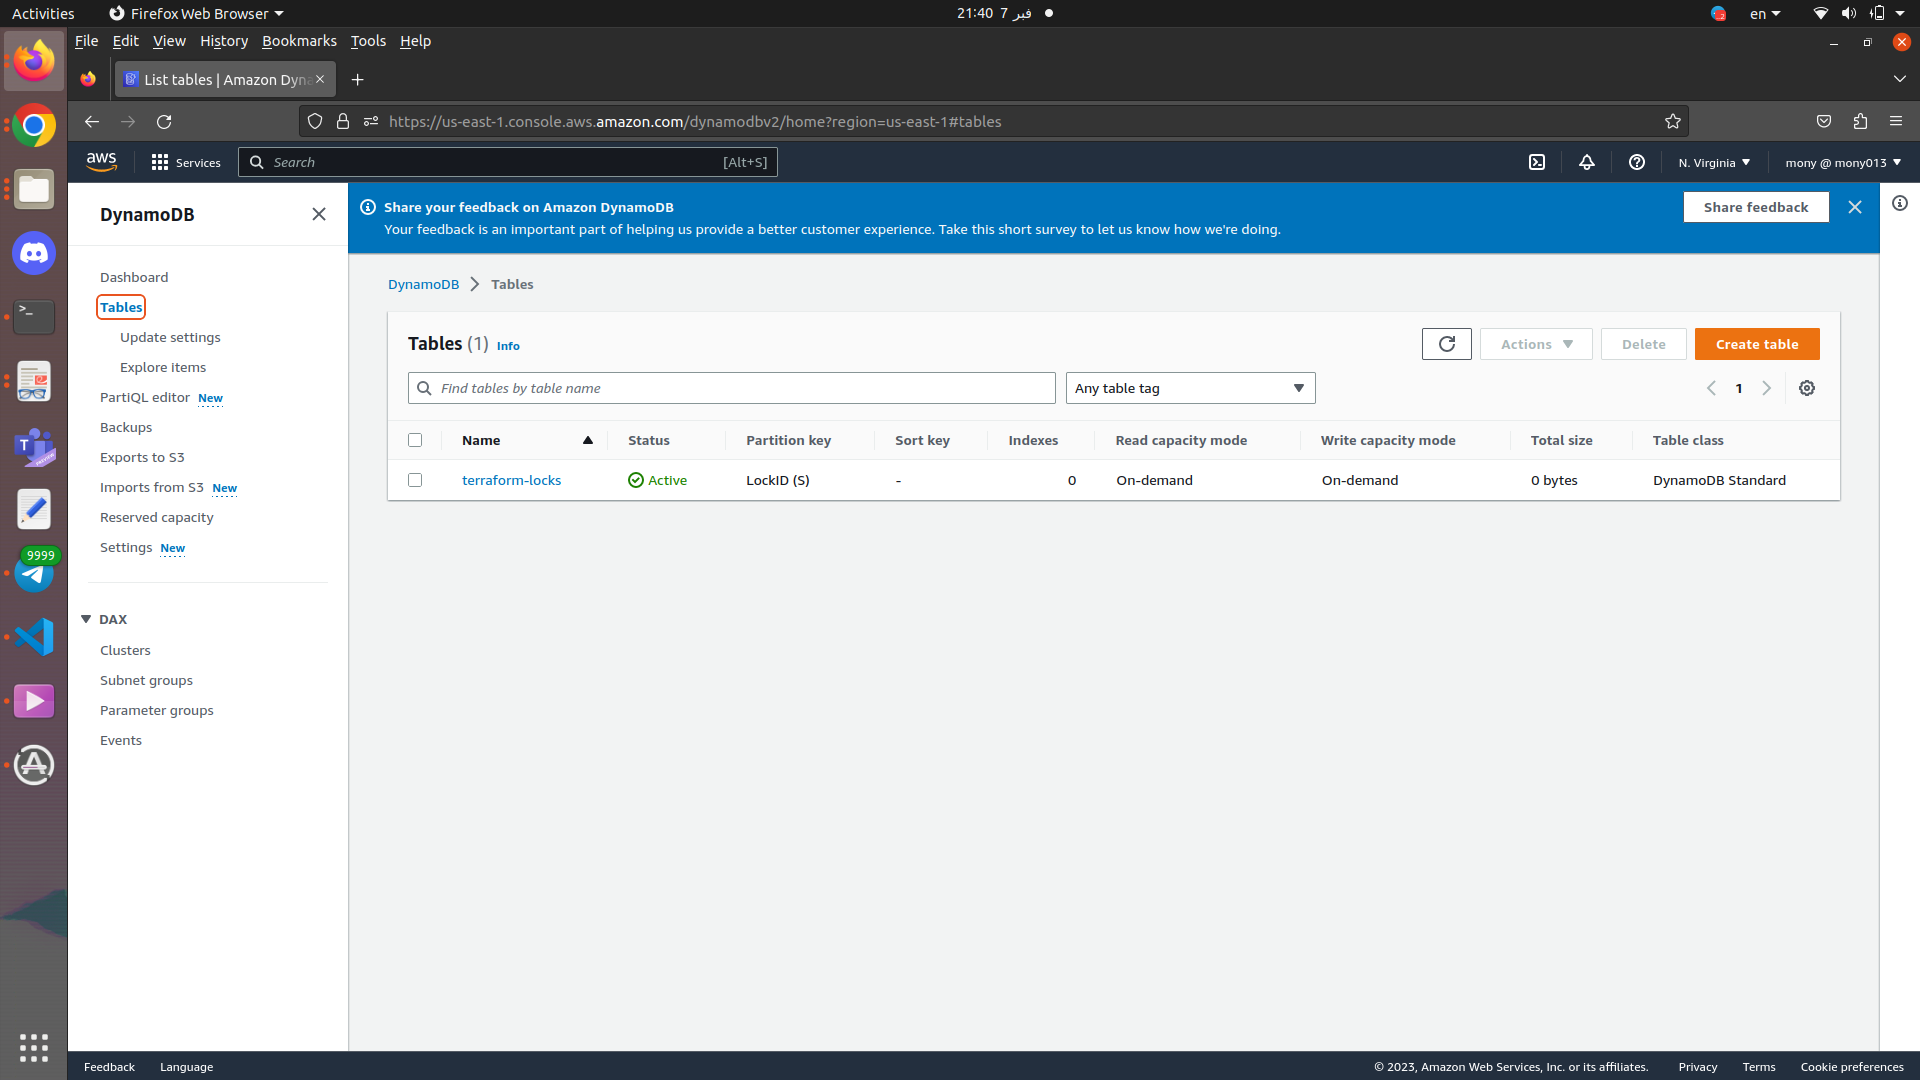 Activities
Firefox Web Browser
21:40 7 فبر
en
File Edit View History Bookmarks Tools Help
List tables | Amazon Dyn
https://us-east-1.console.aws.amazon.com/dynamodbv2/home?region=us-east-1#tables
aws
Services
Search
[Alt+S]
N. Virginia
mony @ mony013
DynamoDB
Dashboard
Tables
Update settings
Explore items
PartiQL editor New
Backups
Exports to S3
Imports from S3 New
Reserved capacity
Settings New
DAX
Clusters
Subnet groups
Parameter groups
Events
Share your feedback on Amazon DynamoDB
Your feedback is an important part of helping us provide a better customer experience. Take this short survey to let us know how we're doing.
Share feedback
DynamoDB
Tables
Tables (1) Info
Actions
Delete
Create table
Find tables by table name
Any table tag
1
Name Status Partition key Sort key Indexes Read capacity mode Write capacity mode Total size Table class
terraform-locks Active LockID (S) - 0 On-demand On-demand 0 bytes DynamoDB Standard
9999
Feedback
Language
© 2023, Amazon Web Services, Inc. or its affiliates.
Privacy
Terms
Cookie preferences